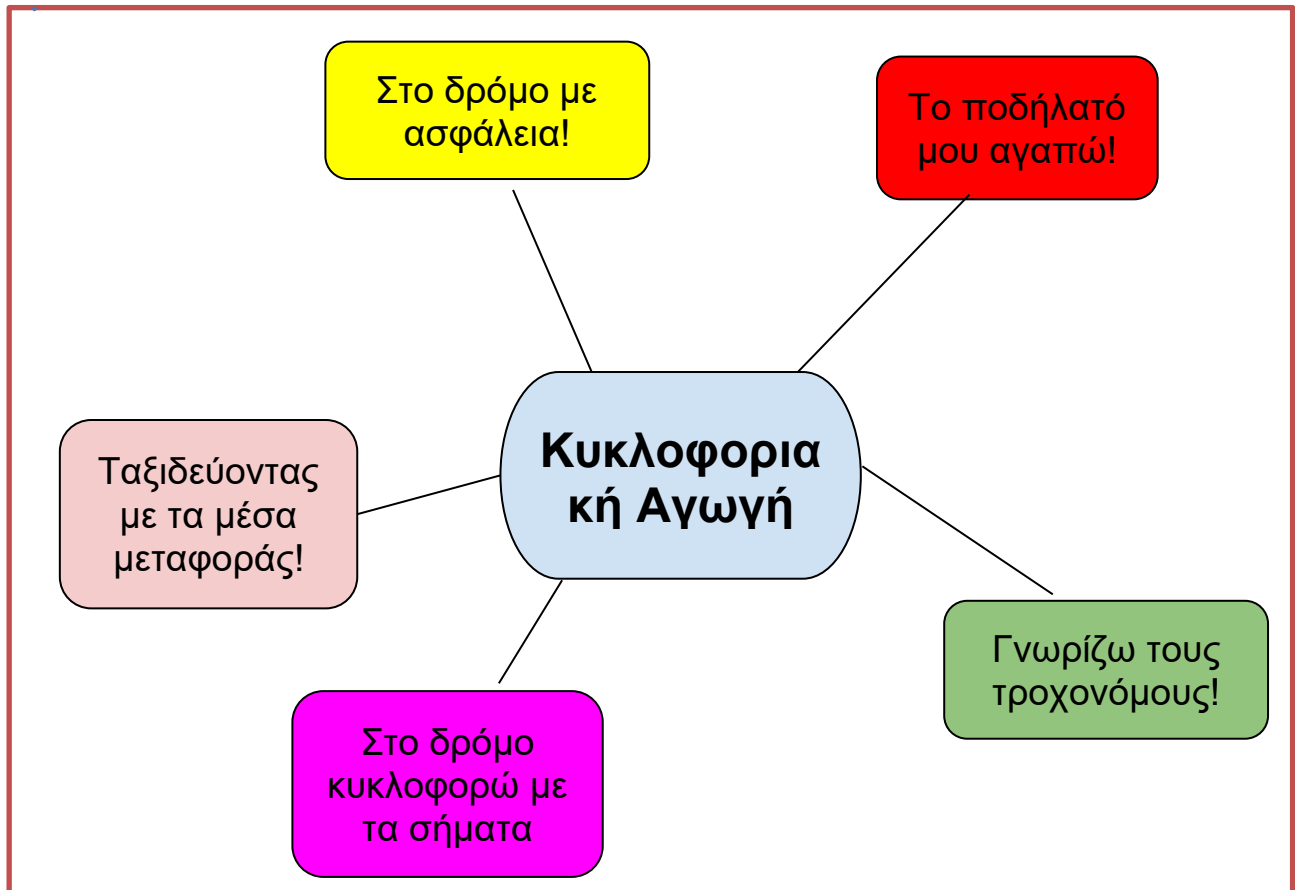 Στο δρόμο με
ασφάλεια!
Το ποδήλατό
μου αγαπώ!
Κυκλοφορια
κή Αγωγή
Ταξιδεύοντας
με τα μέσα
μεταφοράς!
Γνωρίζω τους
τροχονόμους!
Στο δρόμο
κυκλοφορώ με
τα σήματα